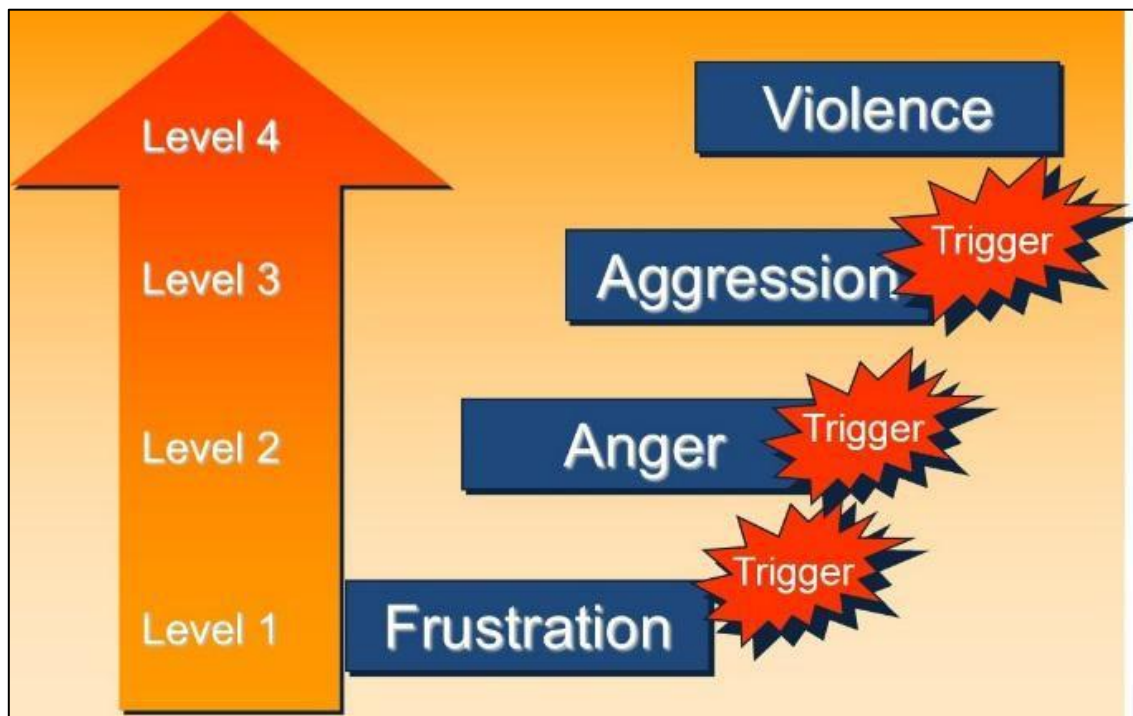 Level 4
Violence
Trigger
Level 3
Aggression
Level 2
Anger
Trigger
Trigger
Level 1
Frustration